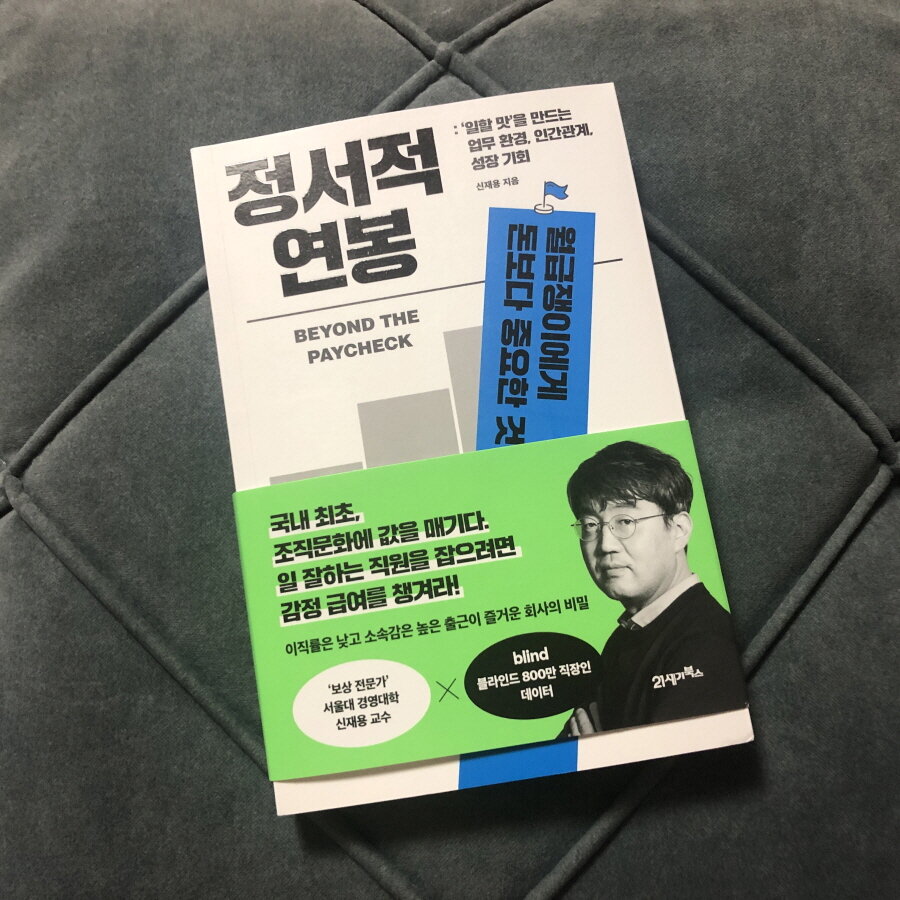 정서적
연봉
: '일할 맛'을 만드는
업무 환경, 인간관계,
성장 기회
신재용 지음
BEYOND THE
PAYCHECK
월급쟁이에게
돈보다 중요한 것
국내 최초,
조직문화에 값을 매기다.
일 잘하는 직원을 잡으려면
감정 급여를 챙겨라!
이직률은 낮고 소속감은 높은 출근이 즐거운 회사의 비밀
'보상 전문가'
서울대 경영대학
신재용 교수
×
blind
블라인드 800만 직장인
데이터
21세기북스